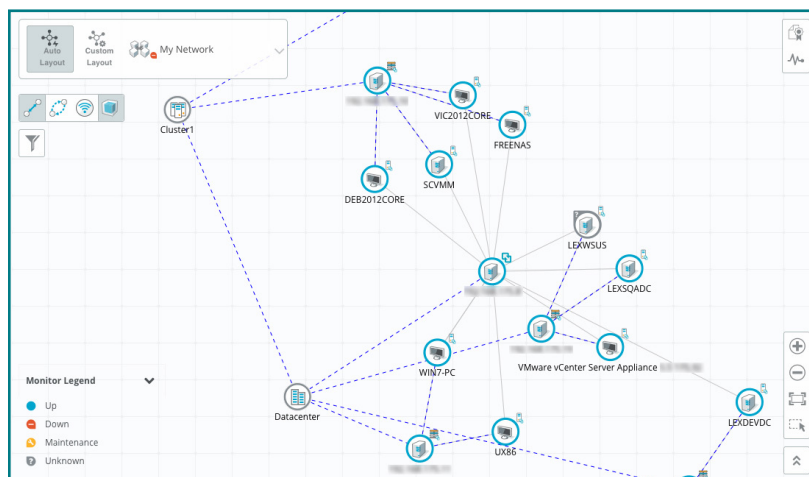 Auto
Layout
Custom
Layout
My Network
Cluster1
VIC2012CORE
FREENAS
DEB2012CORE
SCVMM
LEXWSUS
LEXSQADC
VMware vCenter Server Appliance
WIN7-PC
Monitor Legend
Up
Down
Maintenance
Unknown
Datacenter
UX86
LEXDEVDC